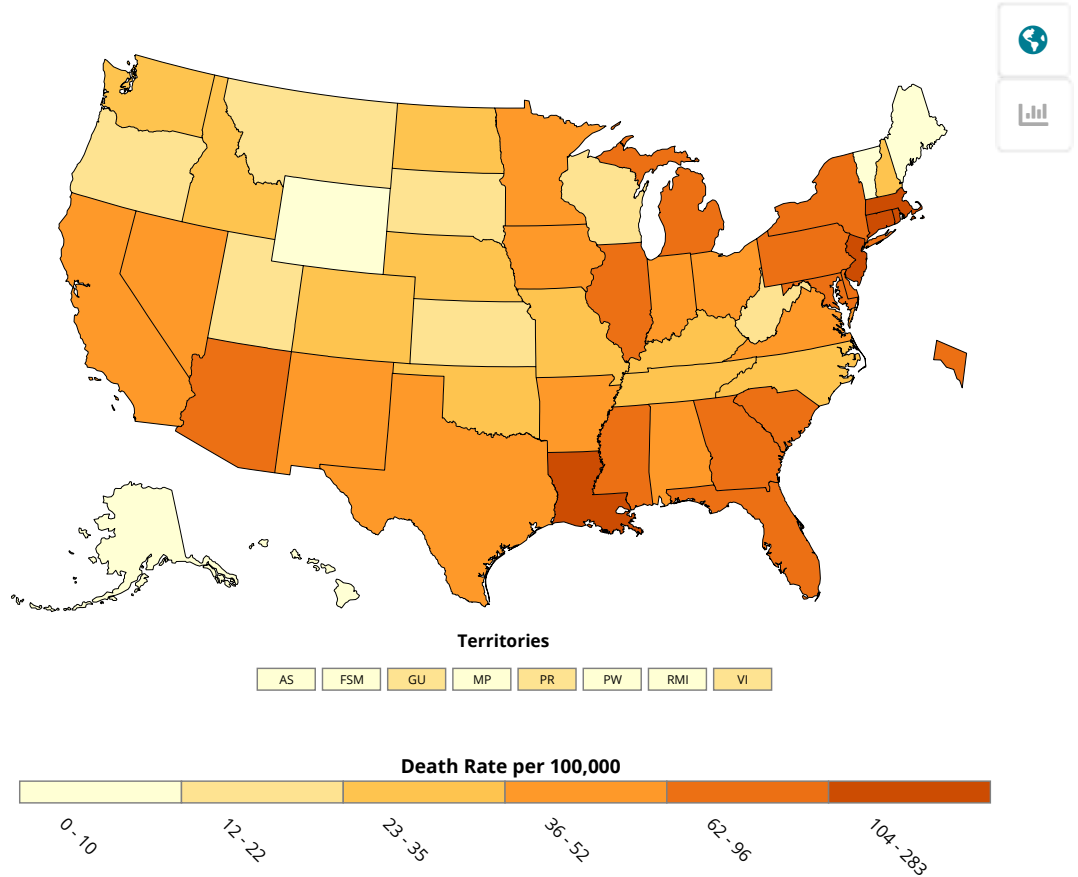 Territories
AS FSM GU MP PR PW RMI VI
Death Rate per 100,000
0 - 10 12 - 22 23 - 35 36 - 52 62 - 96 104 - 283